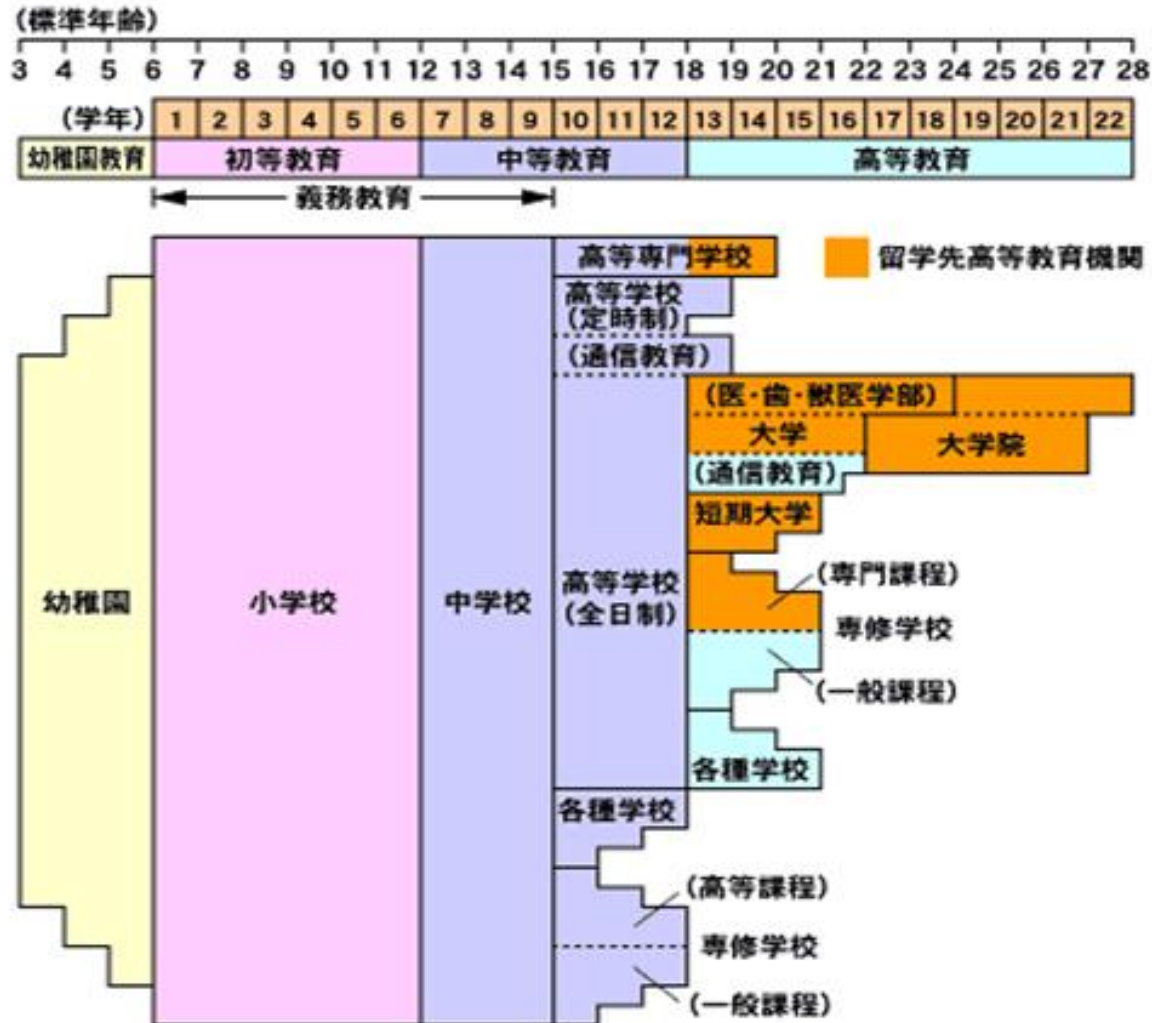 (標準年齢)
3 4 5 6 7 8 9 10 11 12 13 14 15 16 17 18 19 20 21 22 23 24 25 26 27 28
(学年) 1 2 3 4 5 6 7 8 9 10 11 12 13 14 15 16 17 18 19 20 21 22
幼稚園教育 初等教育 中等教育 高等教育
義務教育
高等専門学校
留学先高等教育機関
高等学校
(定時制)
(通信教育)
(医・歯・獣医学部)
大学
大学院
(通信教育)
短期大学
(専門課程)
幼稚園
小学校
中学校
高等学校
(全日制)
専修学校
(一般課程)
各種学校
各種学校
(高等課程)
専修学校
(一般課程)